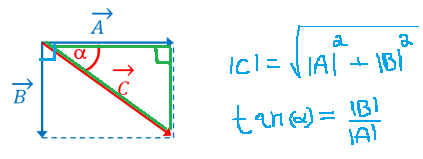 A⃗
α
|C| = √(|A|² + |B|²)
B⃗
C⃗
tan(α) = |B|/|A|